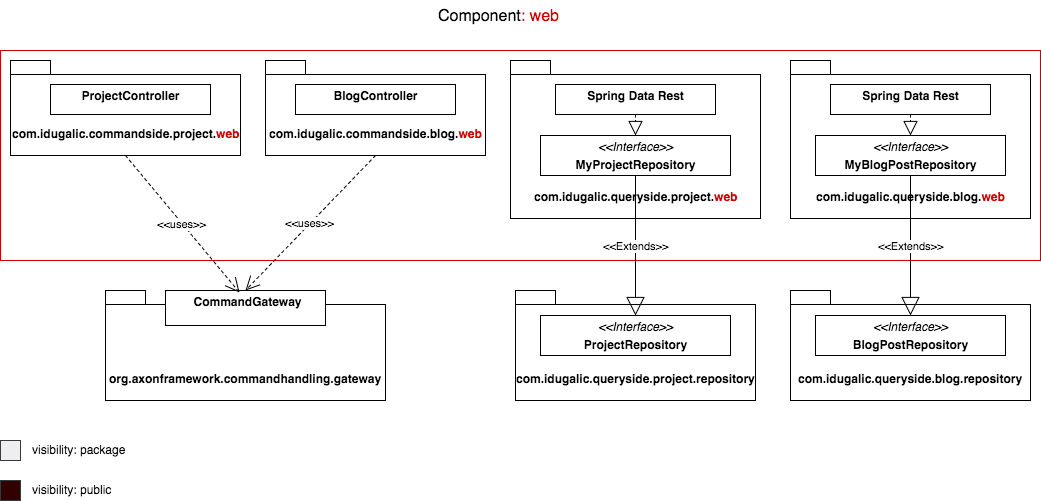 Component: web
ProjectController
com.idugalic.commandside.project.web
BlogController
com.idugalic.commandside.blog.web
Spring Data Rest
<<Interface>>
MyProjectRepository
com.idugalic.queryside.project.web
Spring Data Rest
<<Interface>>
MyBlogPostRepository
com.idugalic.queryside.blog.web
<<uses>>
<<uses>>
<<Extends>>
<<Extends>>
CommandGateway
org.axonframework.commandhandling.gateway
<<Interface>>
ProjectRepository
com.idugalic.queryside.project.repository
<<Interface>>
BlogPostRepository
com.idugalic.queryside.blog.repository
visibility: package
visibility: public